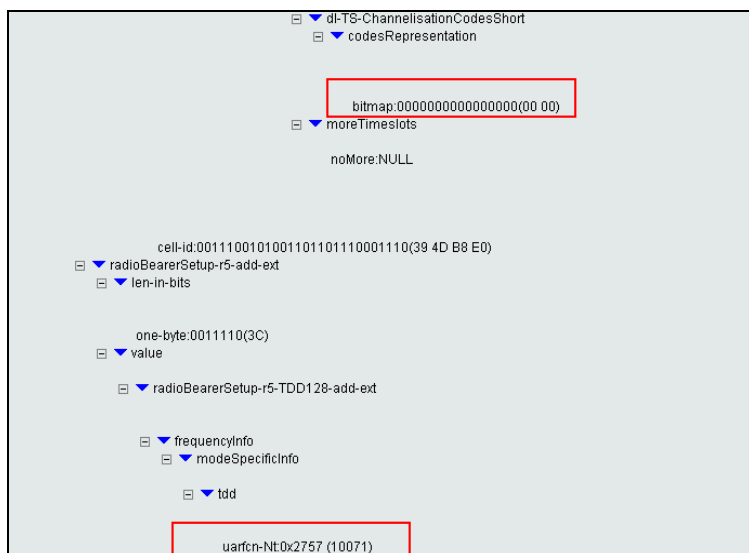 dl-TS-ChannelisationCodesShort
codesRepresentation
bitmap:0000000000000000(00 00)
moreTimeslots
noMore:NULL
cell-id:0011100101001101101110001110(39 4D B8 E0)
radioBearerSetup-r5-add-ext
len-in-bits
one-byte:0011110(3C)
value
radioBearerSetup-r5-TDD128-add-ext
frequencyInfo
modeSpecificInfo
tdd
uarfcn-Nt:0x2757 (10071)